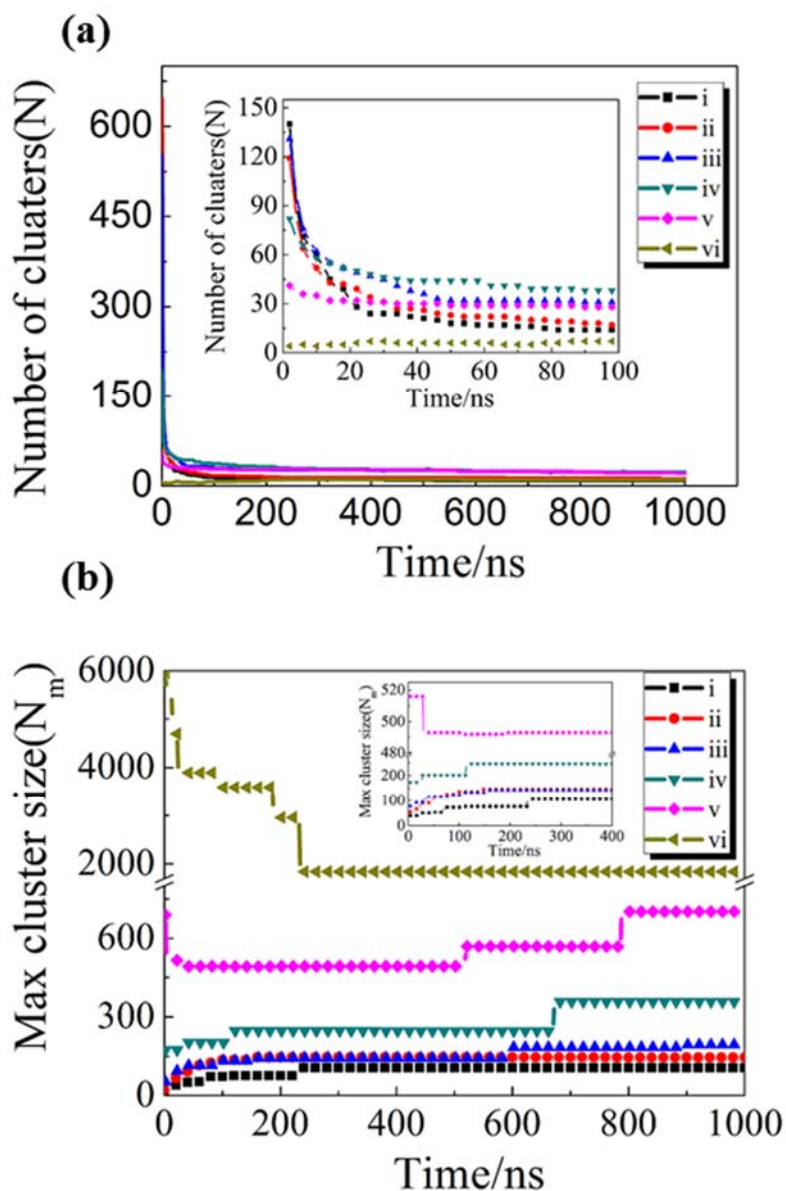 (a)
Number of cluaters(N)
600
450
300
150
0
0 200 400 600 800 1000
Time/ns
Number of cluaters(N)
150
120
90
60
30
0
0 20 40 60 80 100
Time/ns
i
ii
iii
iv
v
vi
(b)
Max cluster size(Nm)
6000
4000
2000
600
300
0
0 200 400 600 800 1000
Time/ns
Max cluster size(Nm)
520
500
480
200
100
0
0 100 200 300 400
Time/ns
i
ii
iii
iv
v
vi